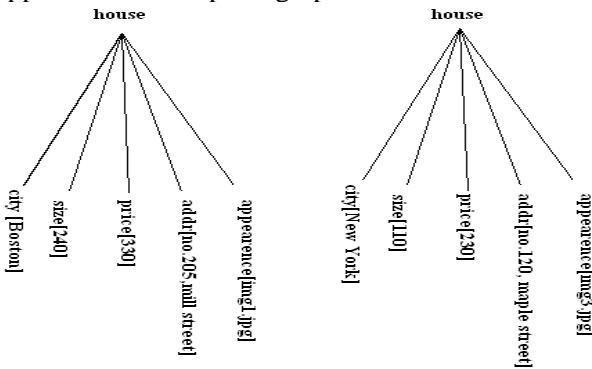 house
city [Boston]
size[240]
price[330]
addr[no.205,mill street]
appearence[img1.jpg]
house
city[New York]
size[110]
price[230]
addr[no.120, maple street]
appearence[img3.jpg]